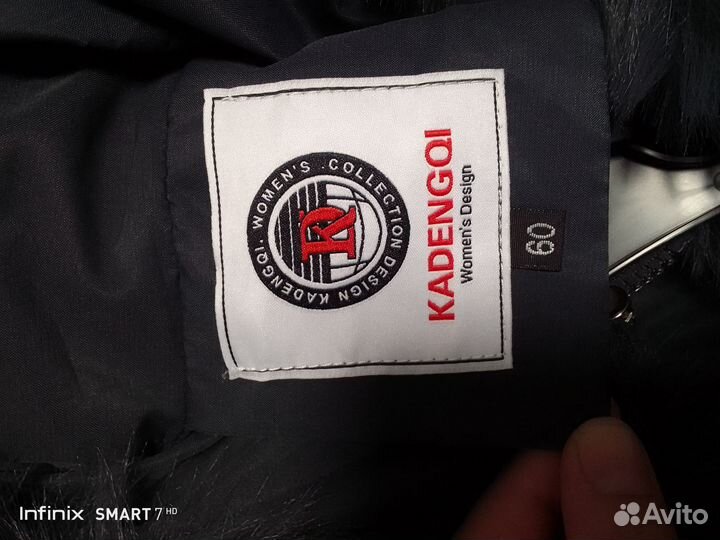 WOMEN'S .COLLECTION DESIGN KADENGQI.
R
KADENGQI
Women's Design
60
Infinix SMART 7 HD
Avito